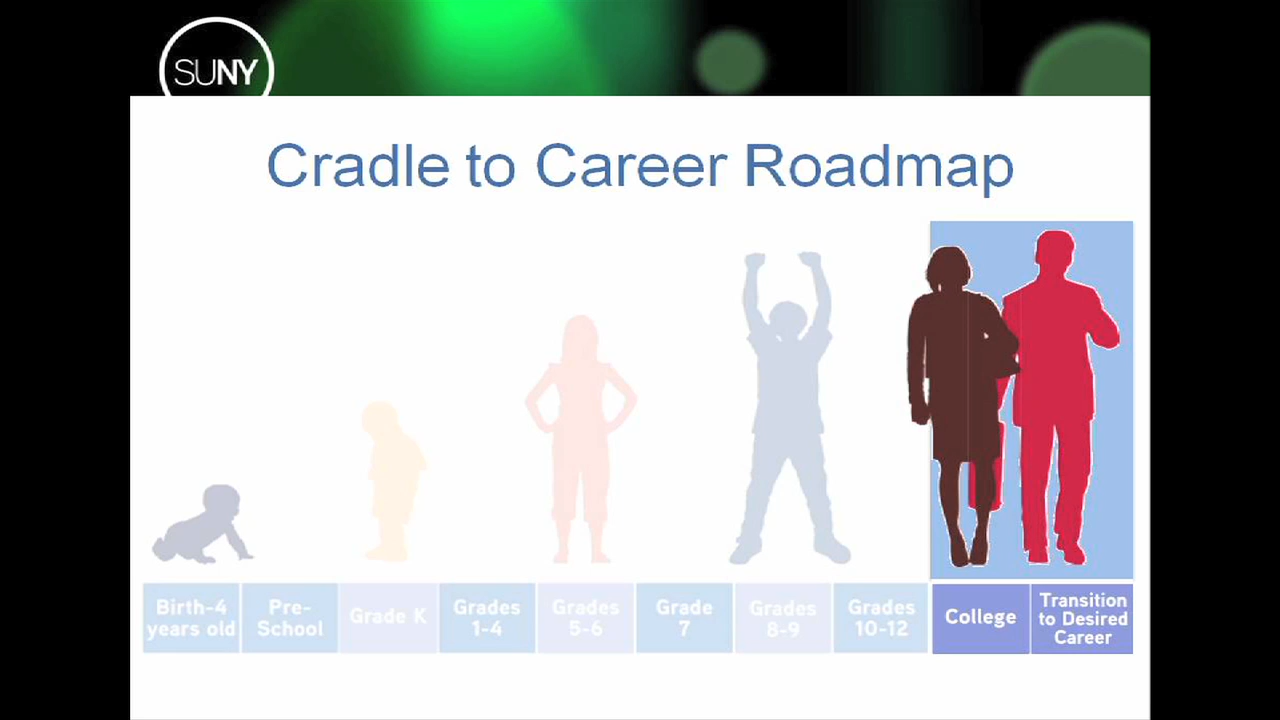 SUNY
Cradle to Career Roadmap
Birth-4
years old
Pre-
School
Grade K
Grades
1-4
Grades
5-6
Grade
7
Grades
8-9
Grades
10-12
College
Transition
to Desired
Career